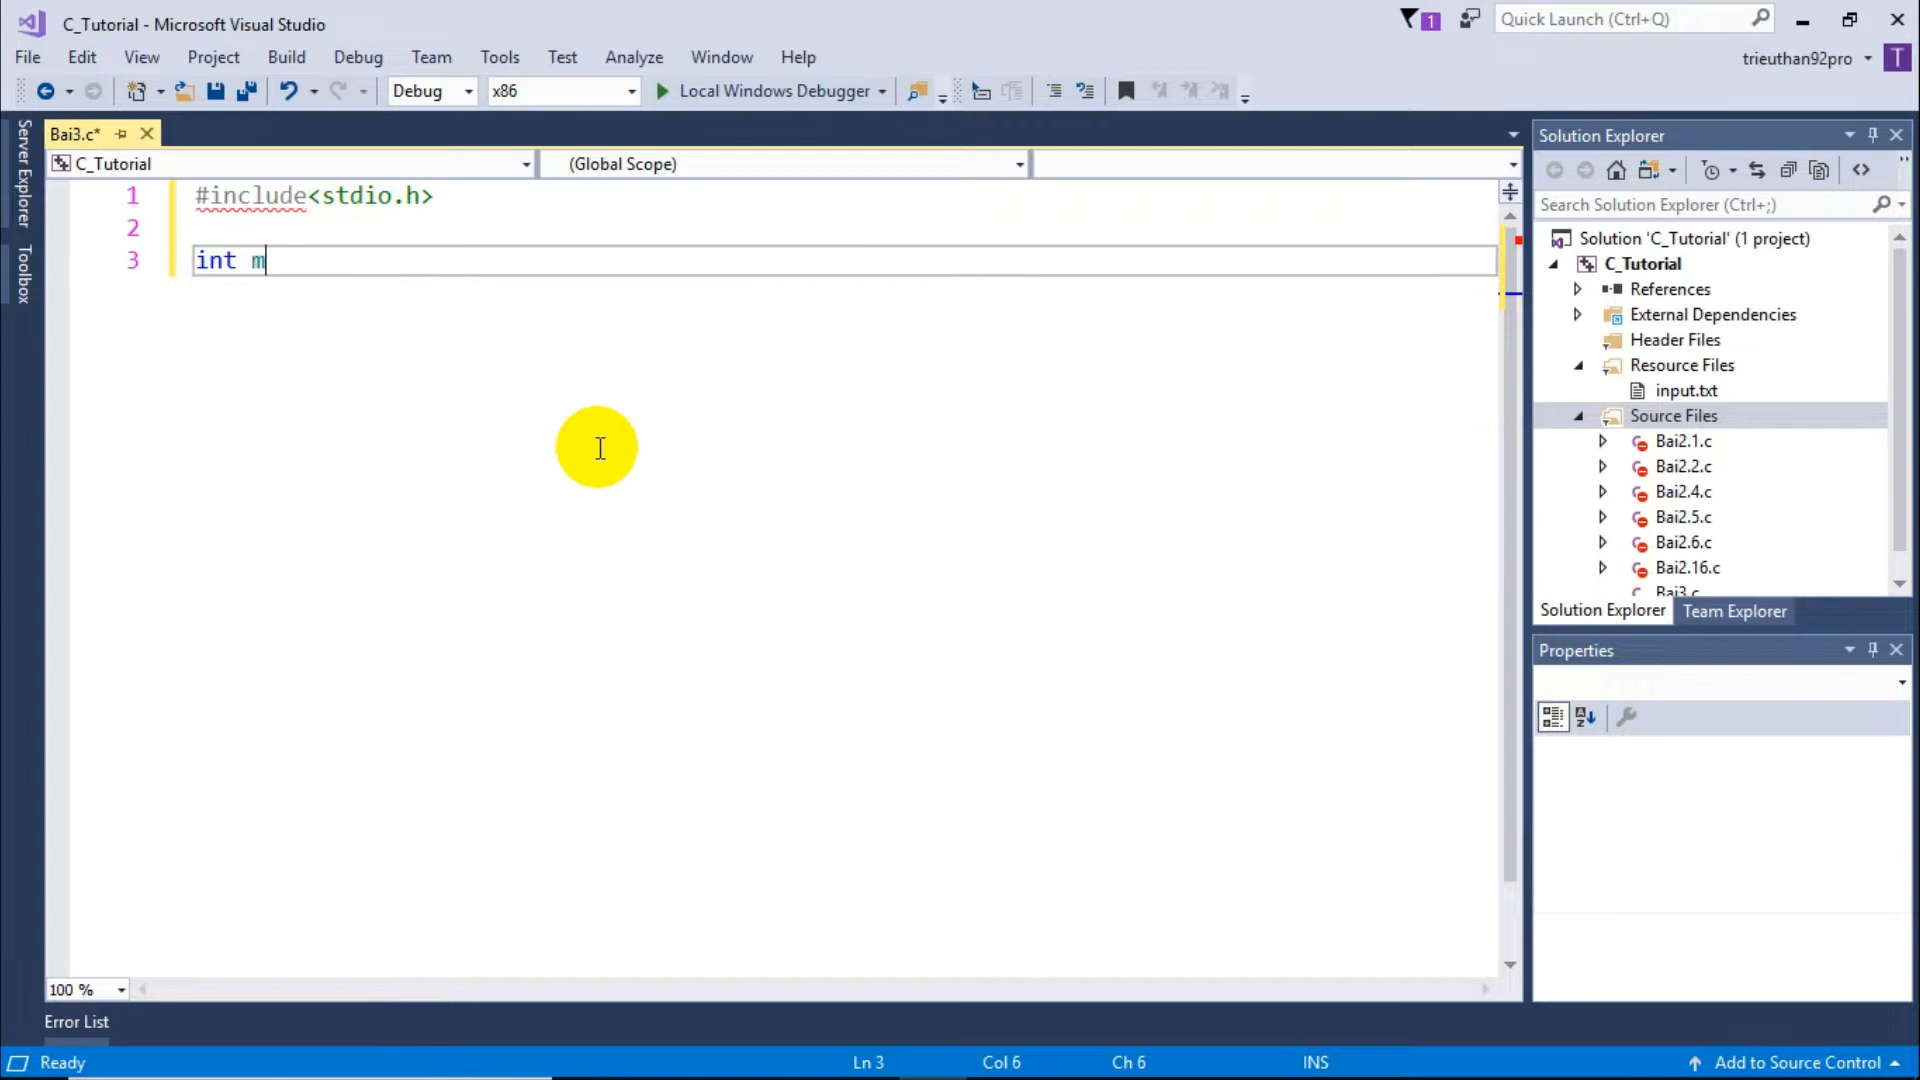 C_Tutorial - Microsoft Visual Studio
1
Quick Launch (Ctrl+Q)
File Edit View Project Build Debug Team Tools Test Analyze Window Help
trieuthan92pro T
Debug x86 Local Windows Debugger
Server Explorer
Toolbox
Bai3.c*
C_Tutorial (Global Scope)
1 #include<stdio.h>
2
3 int m
100 %
Solution Explorer
Search Solution Explorer (Ctrl+;)
Solution 'C_Tutorial' (1 project)
C_Tutorial
References
External Dependencies
Header Files
Resource Files
input.txt
Source Files
Bai2.1.c
Bai2.2.c
Bai2.4.c
Bai2.5.c
Bai2.6.c
Bai2.16.c
Bai3.c
Solution Explorer Team Explorer
Properties
Error List
Ready Ln 3 Col 6 Ch 6 INS Add to Source Control